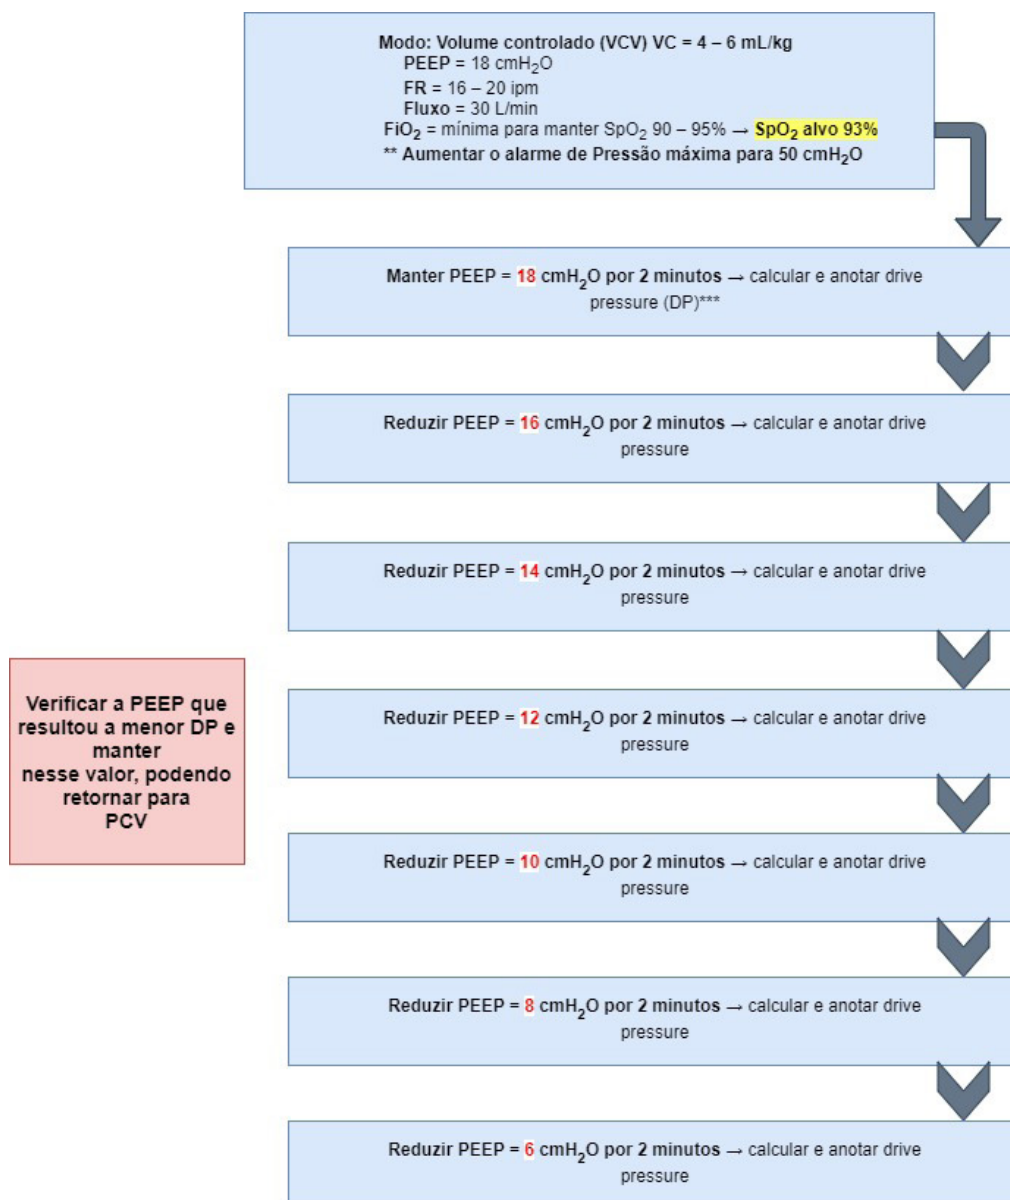 Modo: Volume controlado (VCV) VC = 4 – 6 mL/kg
PEEP = 18 cmH₂O
FR = 16 – 20 ipm
Fluxo = 30 L/min
FiO₂ = mínima para manter SpO₂ 90 – 95% → SpO₂ alvo 93%
** Aumentar o alarme de Pressão máxima para 50 cmH₂O
Manter PEEP = 18 cmH₂O por 2 minutos → calcular e anotar drive
pressure (DP)***
Reduzir PEEP = 16 cmH₂O por 2 minutos → calcular e anotar drive
pressure
Reduzir PEEP = 14 cmH₂O por 2 minutos → calcular e anotar drive
pressure
Reduzir PEEP = 12 cmH₂O por 2 minutos → calcular e anotar drive
pressure
Reduzir PEEP = 10 cmH₂O por 2 minutos → calcular e anotar drive
pressure
Reduzir PEEP = 8 cmH₂O por 2 minutos → calcular e anotar drive
pressure
Reduzir PEEP = 6 cmH₂O por 2 minutos → calcular e anotar drive
pressure
Verificar a PEEP que
resultou a menor DP e
manter
nesse valor, podendo
retornar para
PCV